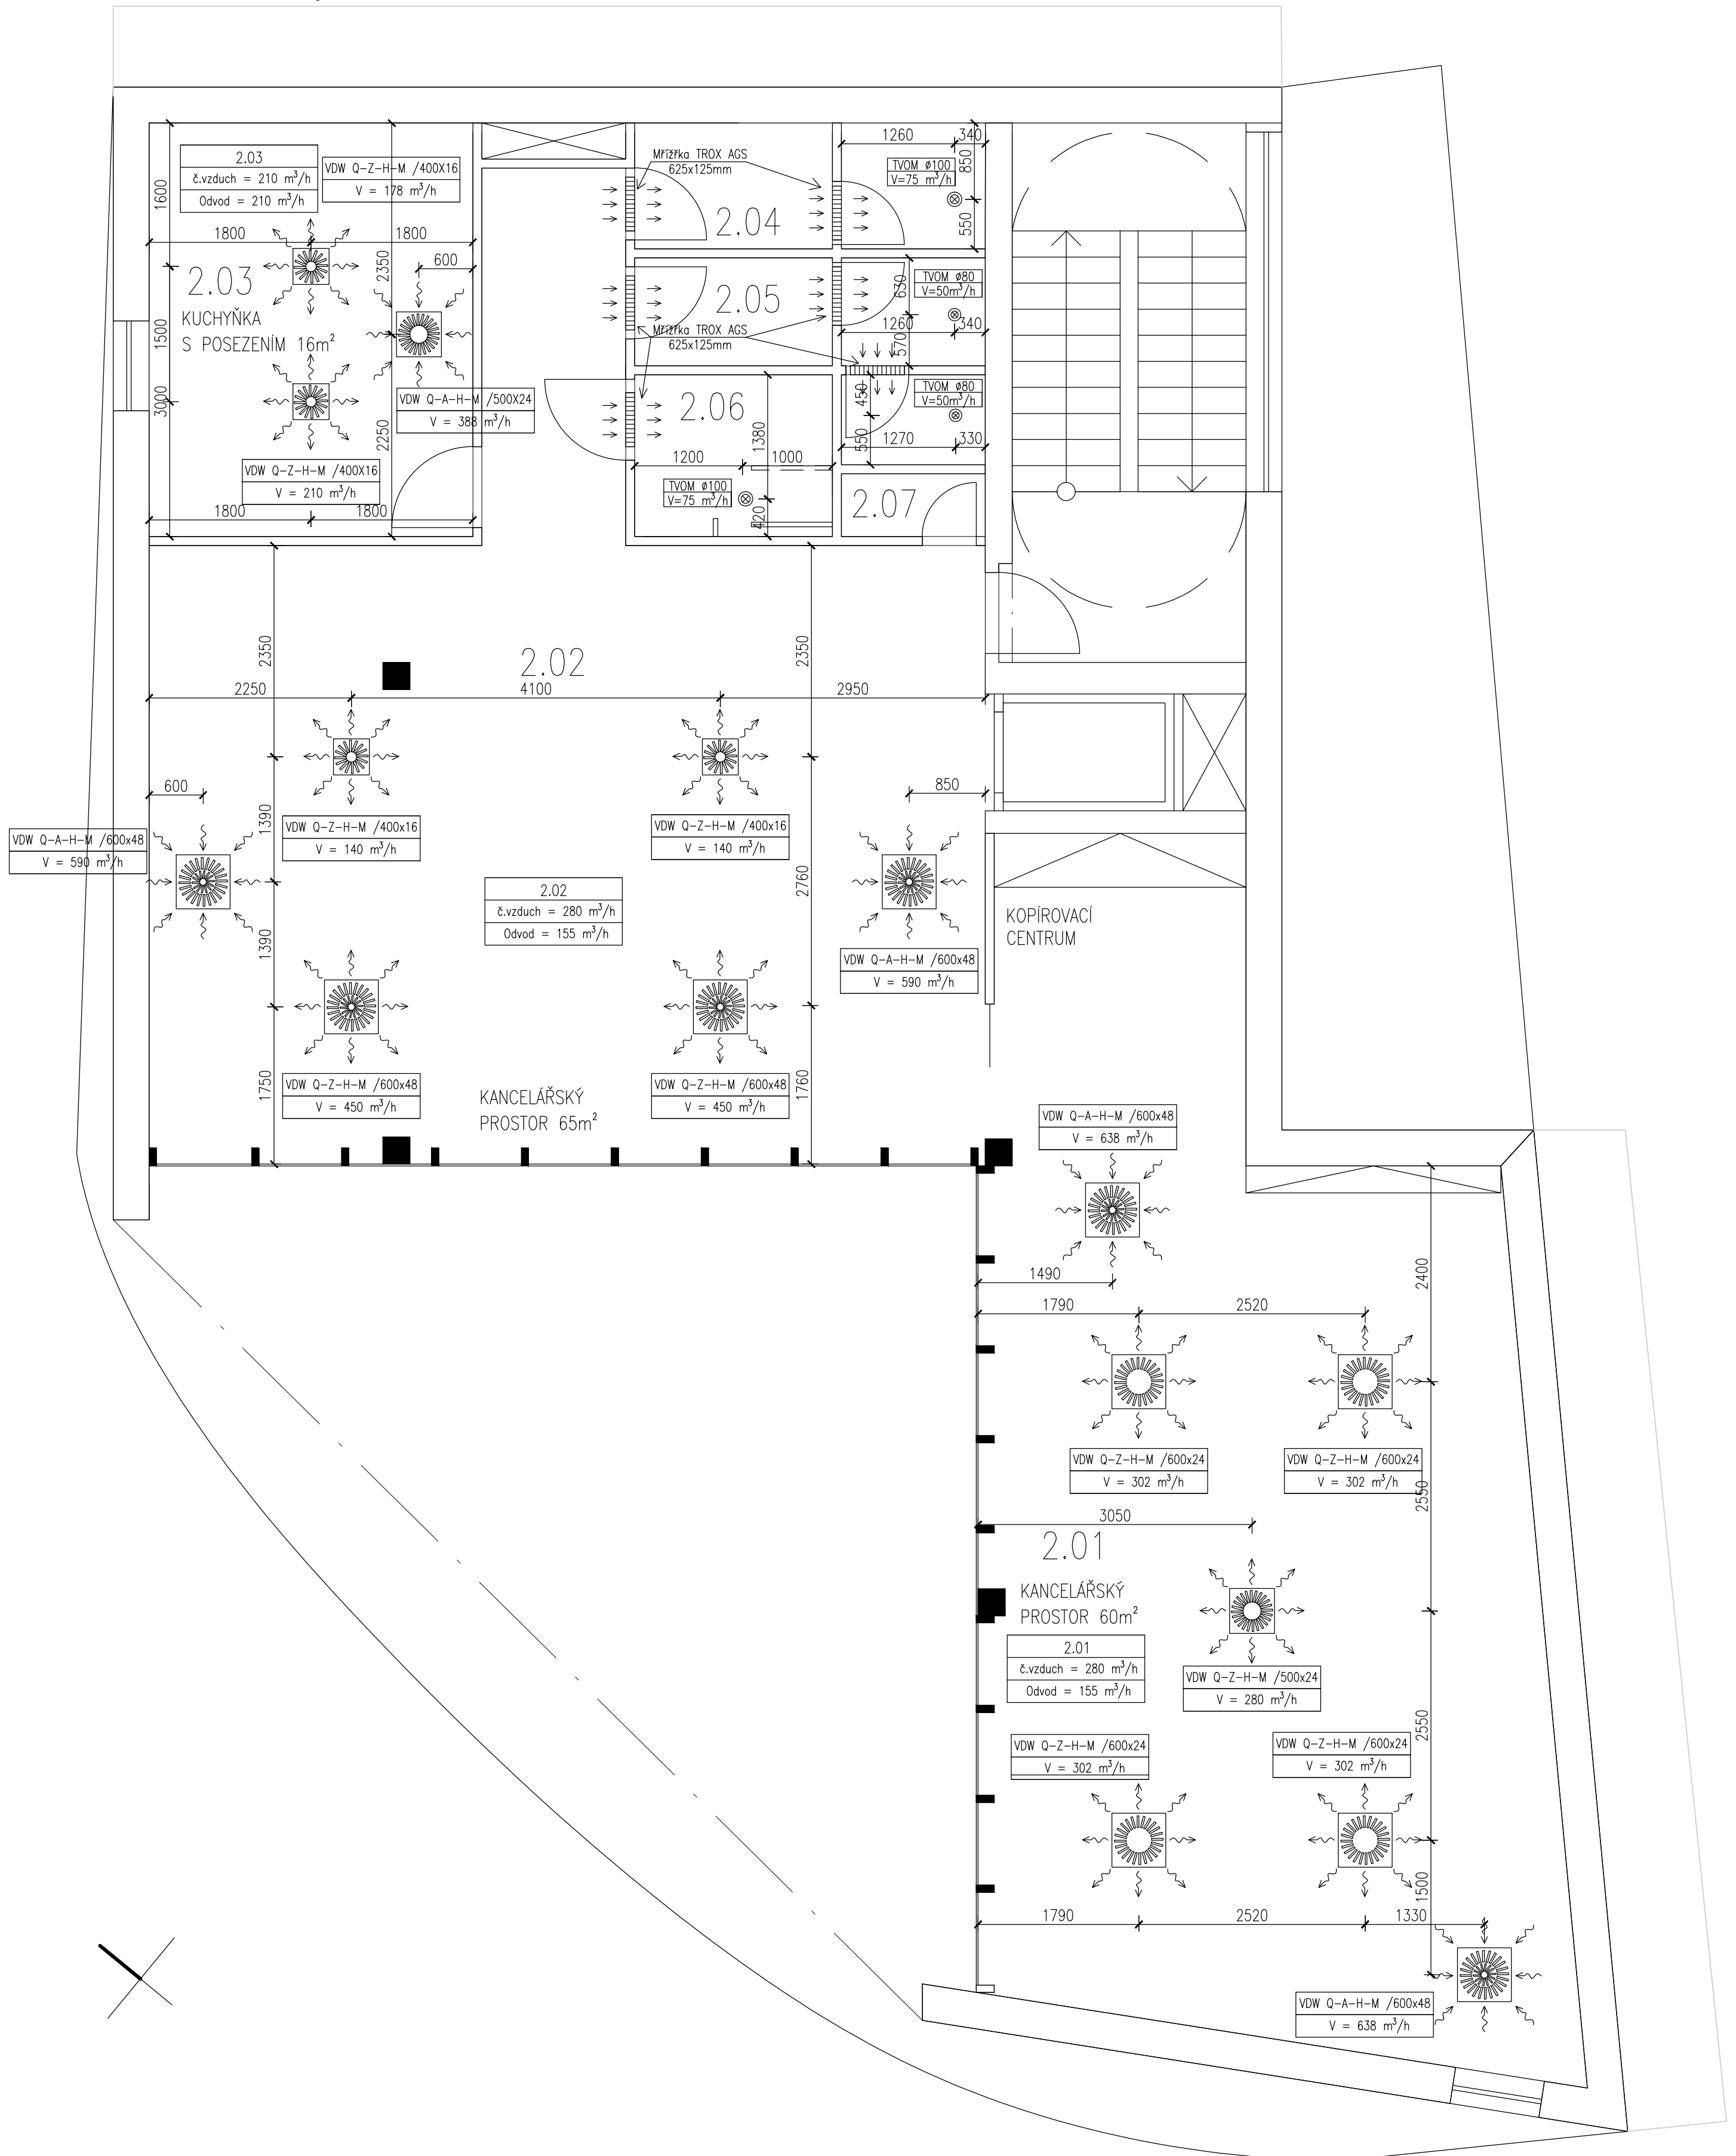 1260
340
Mřížřka TROX AGS
625x125mm
TVOM ø100
V=75 m³/h
850
550
2.03
č.vzduch = 210 m³/h
Odvod = 210 m³/h
VDW Q-Z-H-M /400X16
V = 178 m³/h
1600
1800
1800
2350
600
2.04
2.03
KUCHYŇKA
S POSEZENÍM 16m²
1500
3000
2250
2.05
TVOM ø80
V=50m³/h
630
1260
340
570
Mřížřka TROX AGS
625x125mm
VDW Q-A-H-M /500X24
V = 388 m³/h
2.06
1380
TVOM ø80
V=50m³/h
450
550
1270
330
1200
1000
VDW Q-Z-H-M /400X16
V = 210 m³/h
TVOM ø100
V=75 m³/h
420
2.07
1800
1800
2350
2.02
2350
2250
4100
2950
600
850
1390
VDW Q-Z-H-M /400x16
V = 140 m³/h
VDW Q-Z-H-M /400x16
V = 140 m³/h
VDW Q-A-H-M /600x48
V = 590 m³/h
2760
2.02
č.vzduch = 280 m³/h
Odvod = 155 m³/h
KOPÍROVACÍ
CENTRUM
1390
VDW Q-A-H-M /600x48
V = 590 m³/h
VDW Q-Z-H-M /600x48
V = 450 m³/h
VDW Q-Z-H-M /600x48
V = 450 m³/h
1750
1760
KANCELÁŘSKÝ
PROSTOR 65m²
VDW Q-A-H-M /600x48
V = 638 m³/h
1490
2400
1790
2520
VDW Q-Z-H-M /600x24
V = 302 m³/h
VDW Q-Z-H-M /600x24
V = 302 m³/h
2550
3050
2.01
KANCELÁŘSKÝ
PROSTOR 60m²
2.01
č.vzduch = 280 m³/h
Odvod = 155 m³/h
VDW Q-Z-H-M /500x24
V = 280 m³/h
2550
VDW Q-Z-H-M /600x24
V = 302 m³/h
VDW Q-Z-H-M /600x24
V = 302 m³/h
1500
1790
2520
1330
VDW Q-A-H-M /600x48
V = 638 m³/h